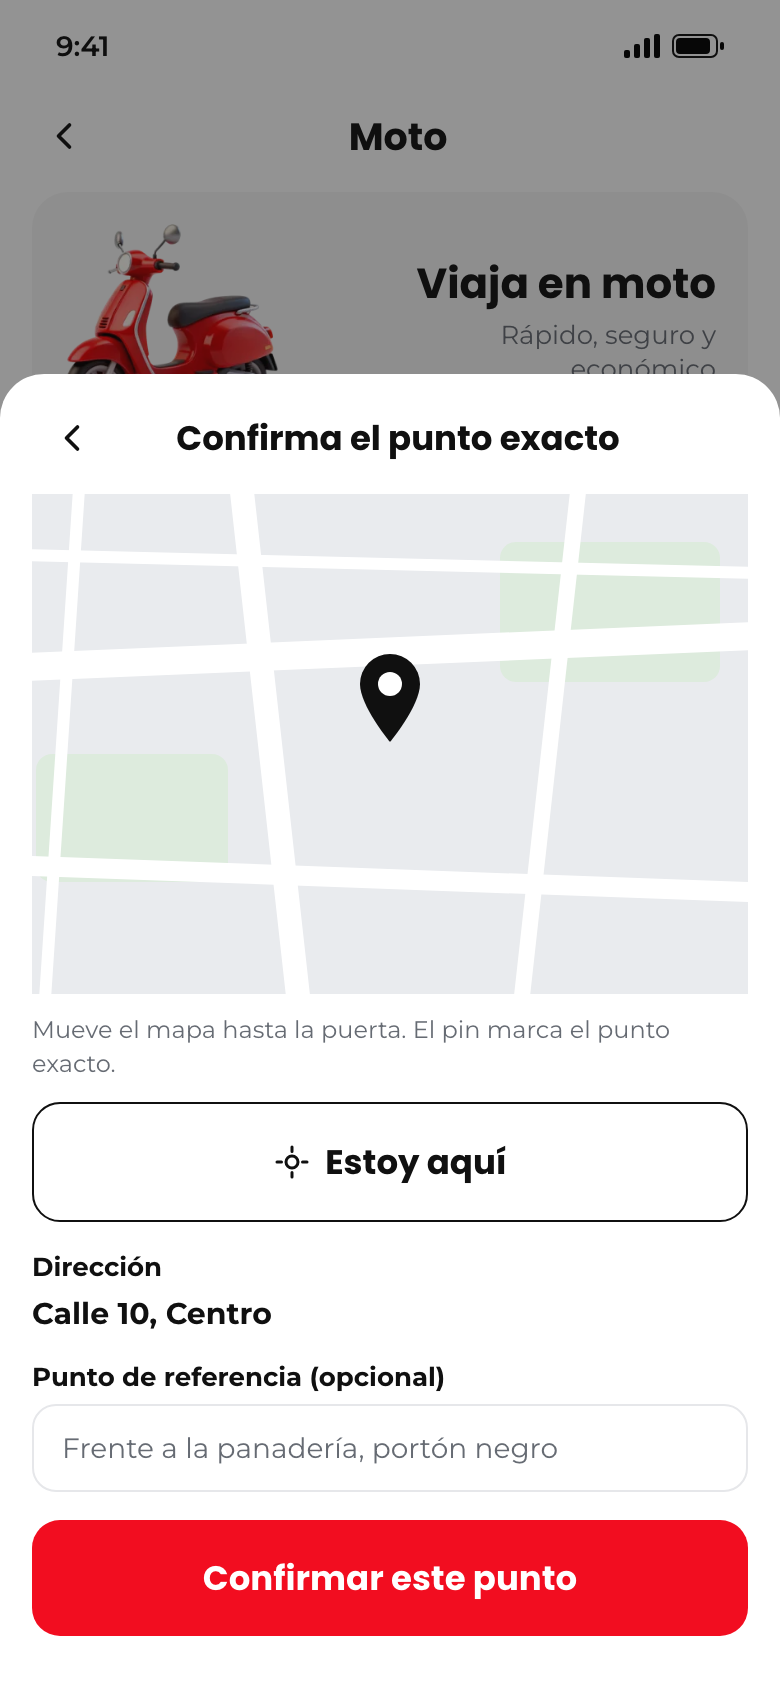 9:41
Moto
Viaja en moto
Rápido, seguro y
económico
Confirma el punto exacto
Mueve el mapa hasta la puerta. El pin marca el punto
exacto.
Estoy aquí
Dirección
Calle 10, Centro
Punto de referencia (opcional)
Frente a la panadería, portón negro
Confirmar este punto